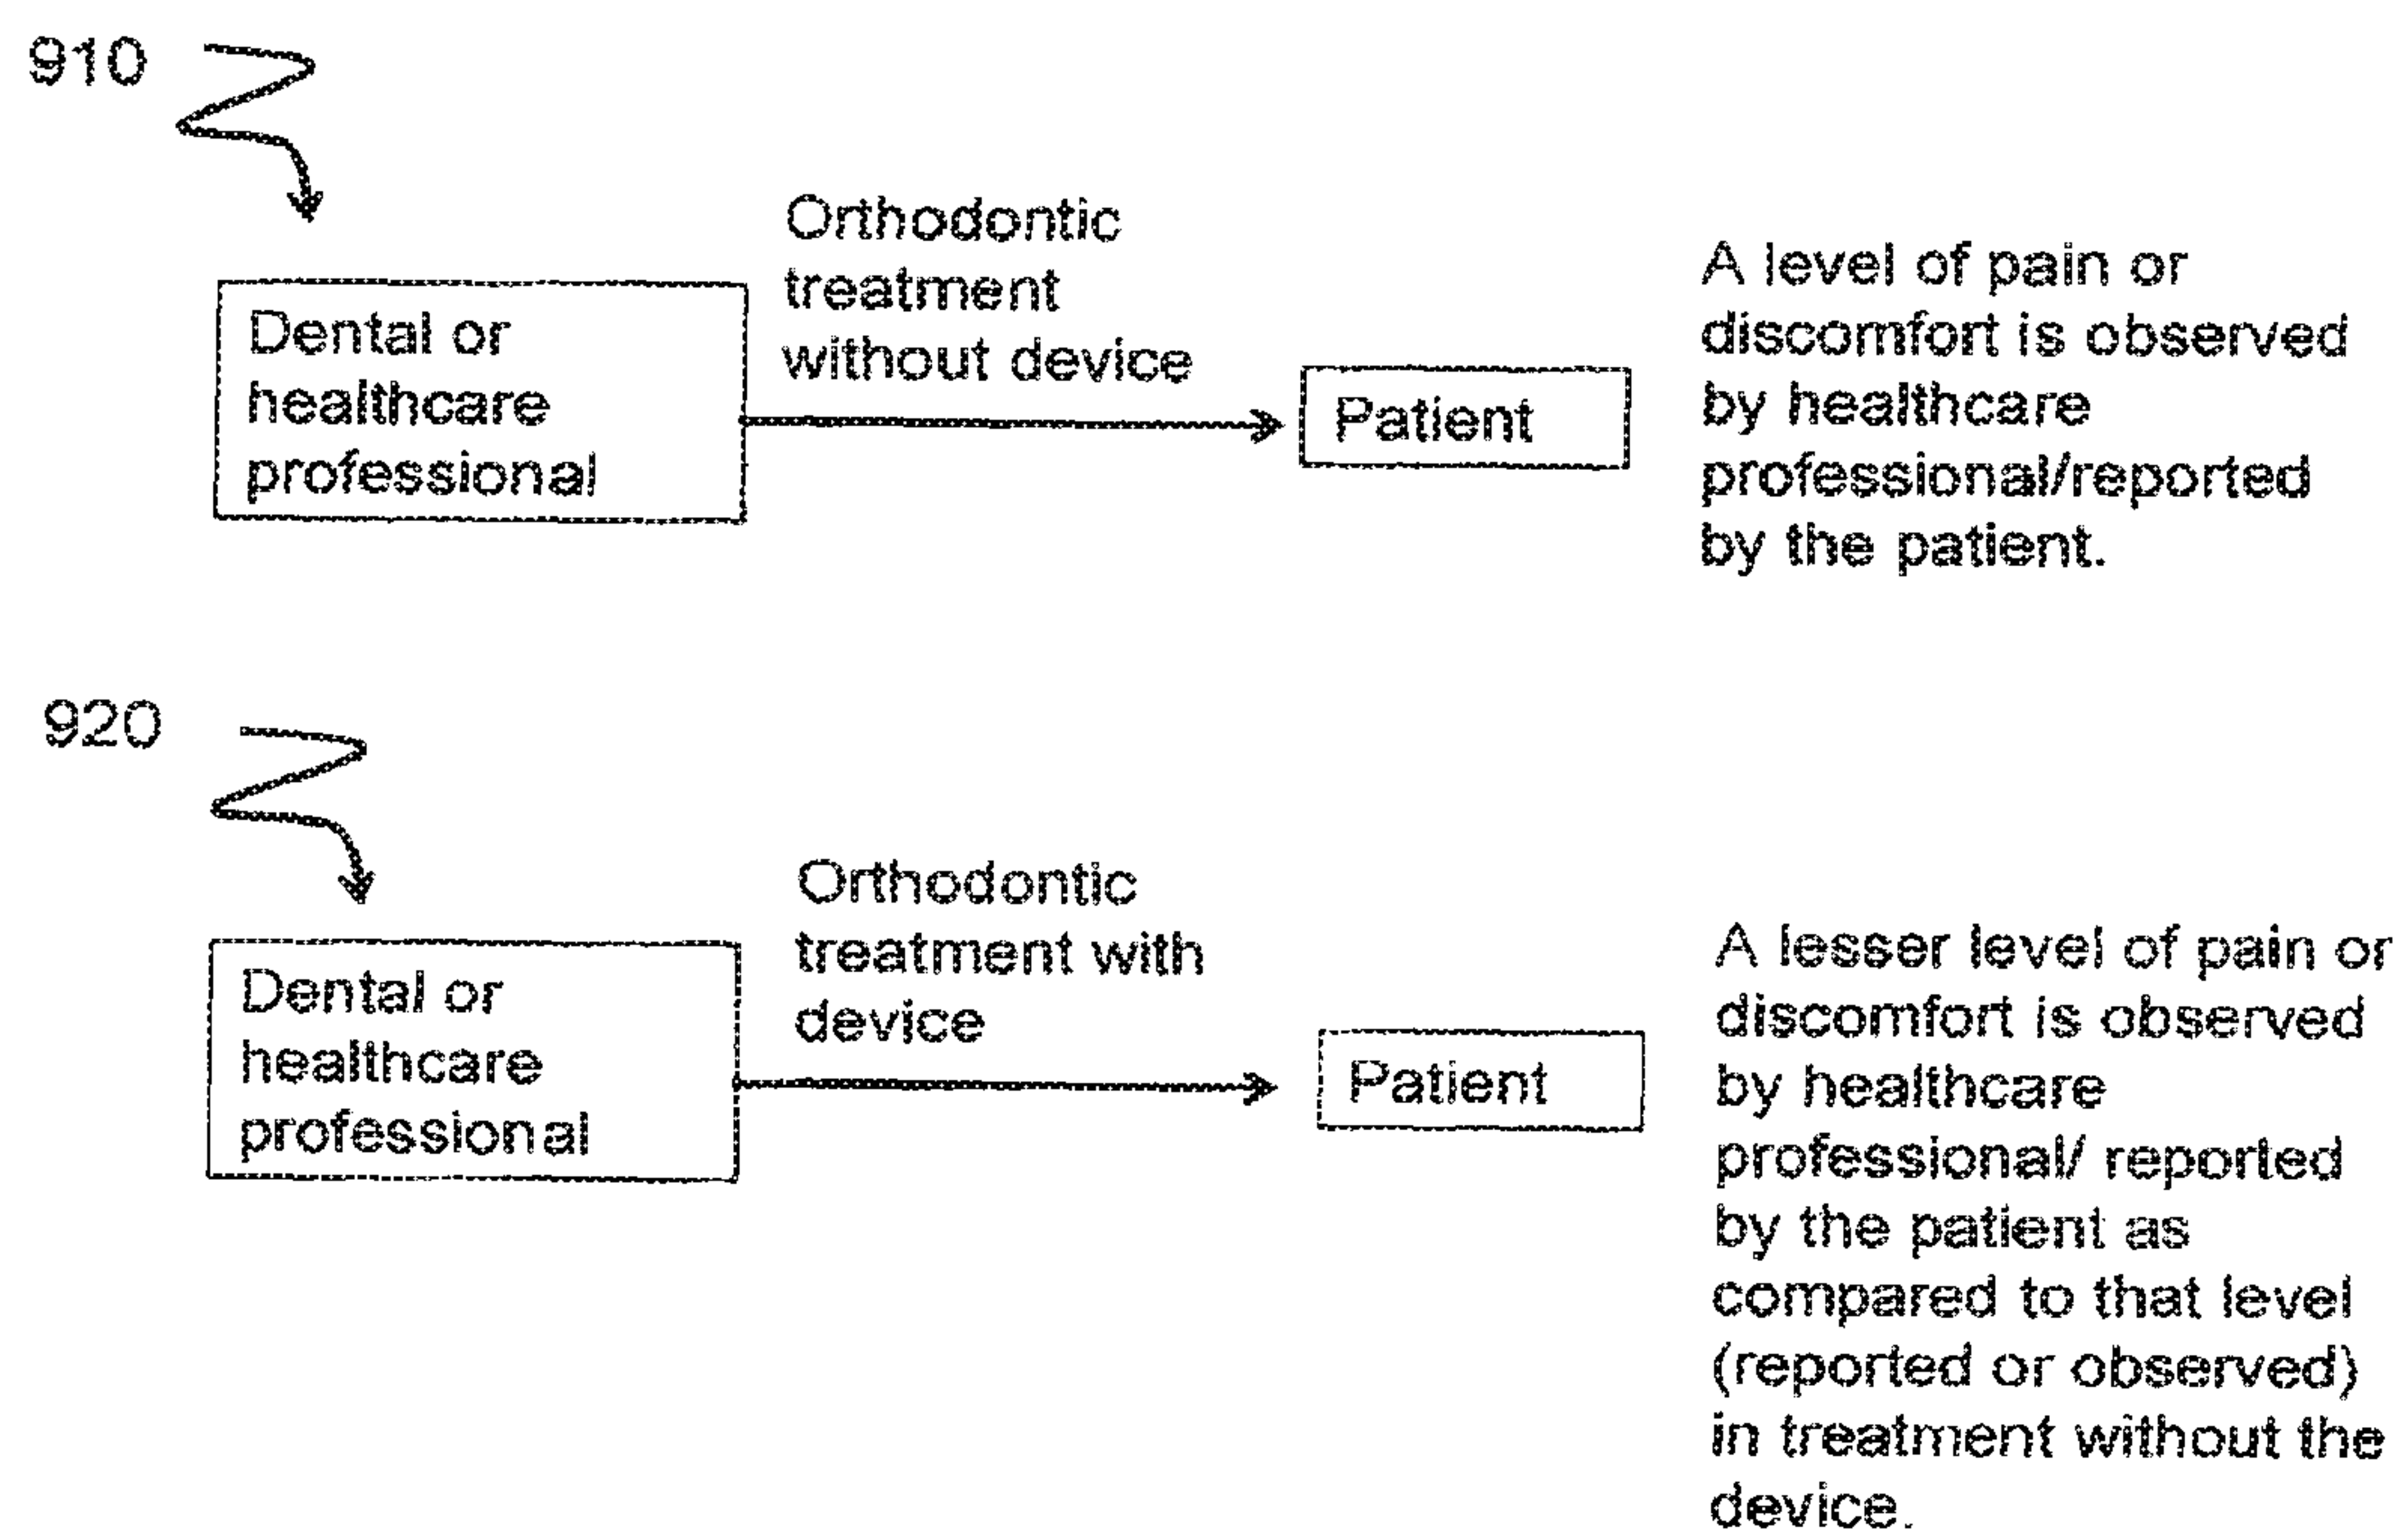 910
Orthodontic
treatment
without device
Dental or
healthcare
professional
Patient
A level of pain or
discomfort is observed
by healthcare
professional/reported
by the patient.
920
Orthodontic
treatment with
device
Dental or
healthcare
professional
Patient
A lesser level of pain or
discomfort is observed
by healthcare
professional/ reported
by the patient as
compared to that level
(reported or observed)
in treatment without the
device.